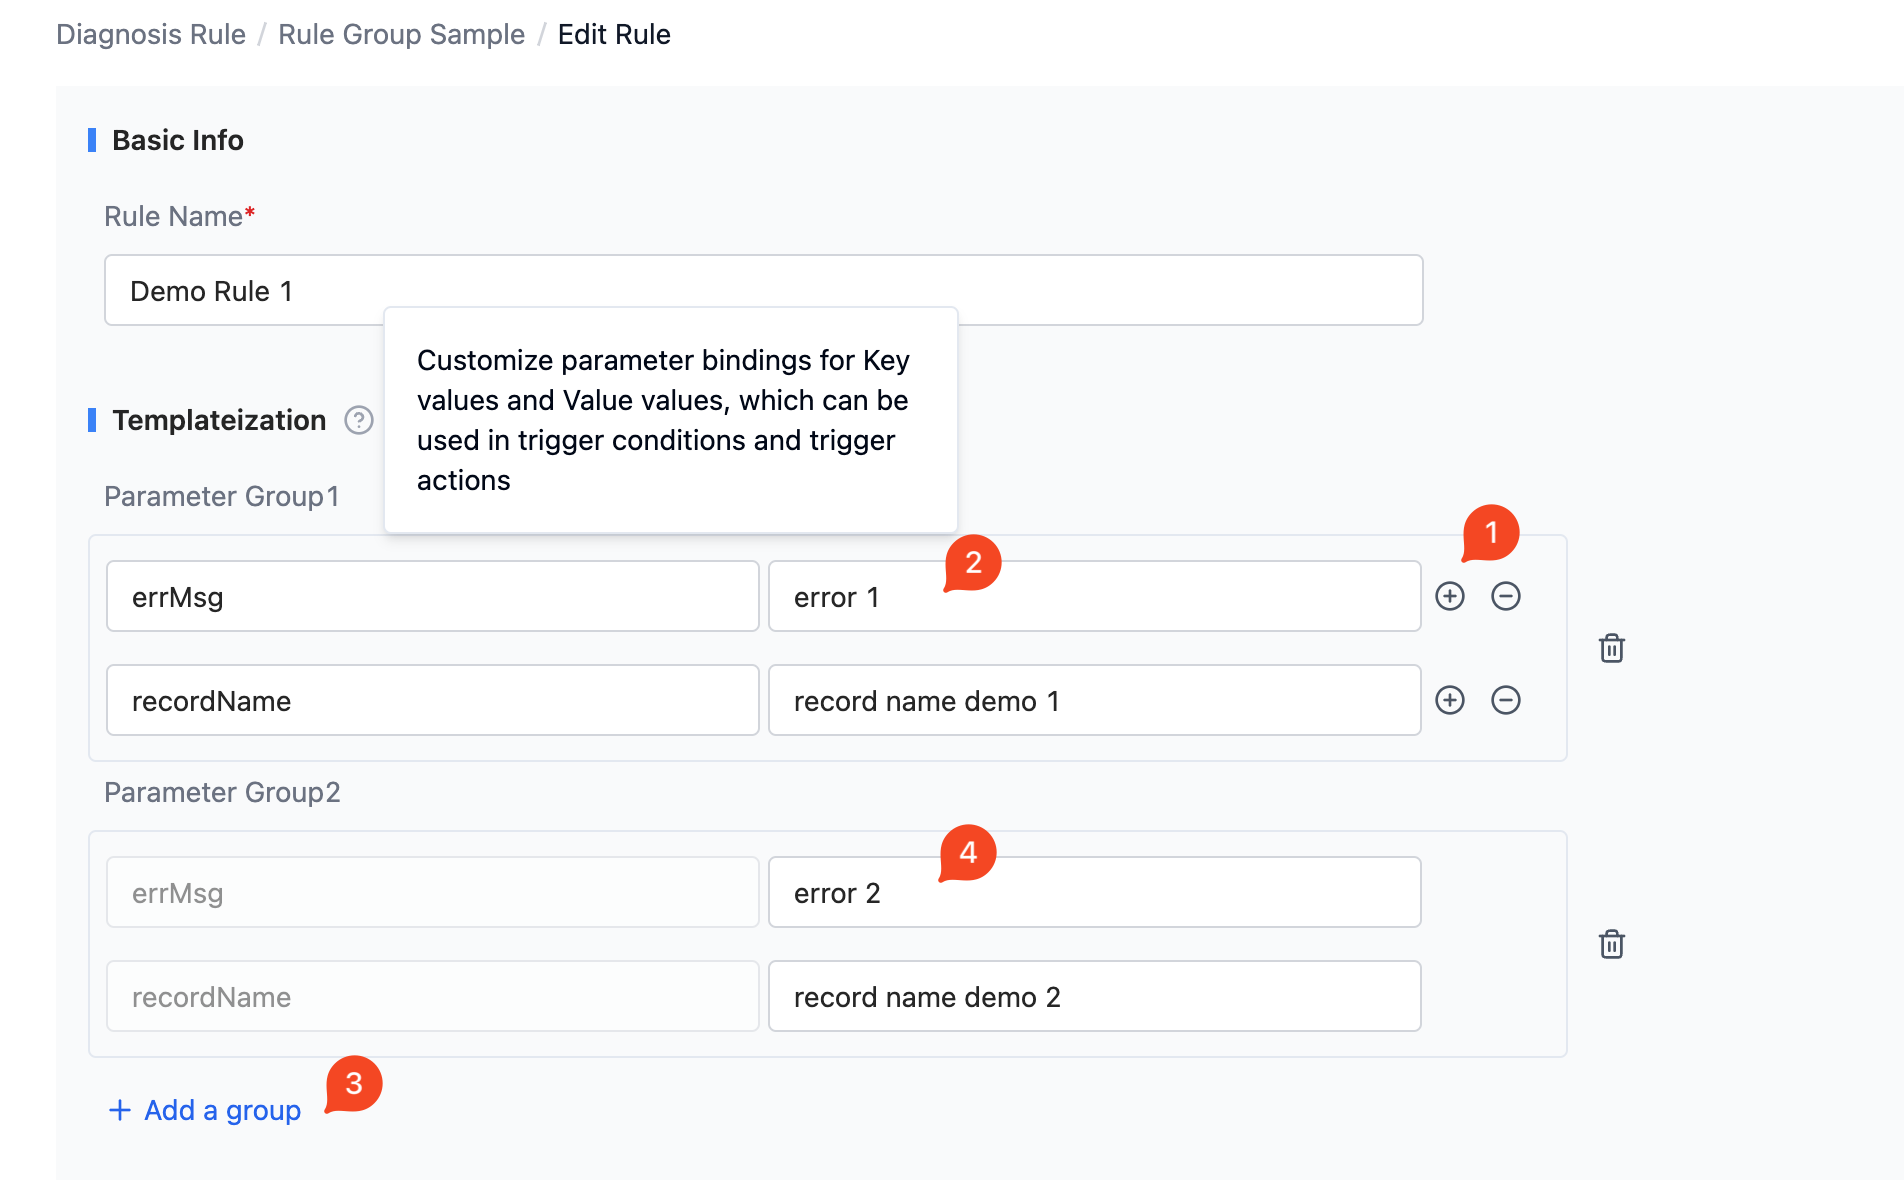 Diagnosis Rule / Rule Group Sample / Edit Rule
Basic Info
Rule Name*
Demo Rule 1
Customize parameter bindings for Key
values and Value values, which can be
used in trigger conditions and trigger
actions
Templateization ?
Parameter Group1
1
2
errMsg error 1
recordName record name demo 1
Parameter Group2
4
errMsg error 2
recordName record name demo 2
3
+ Add a group